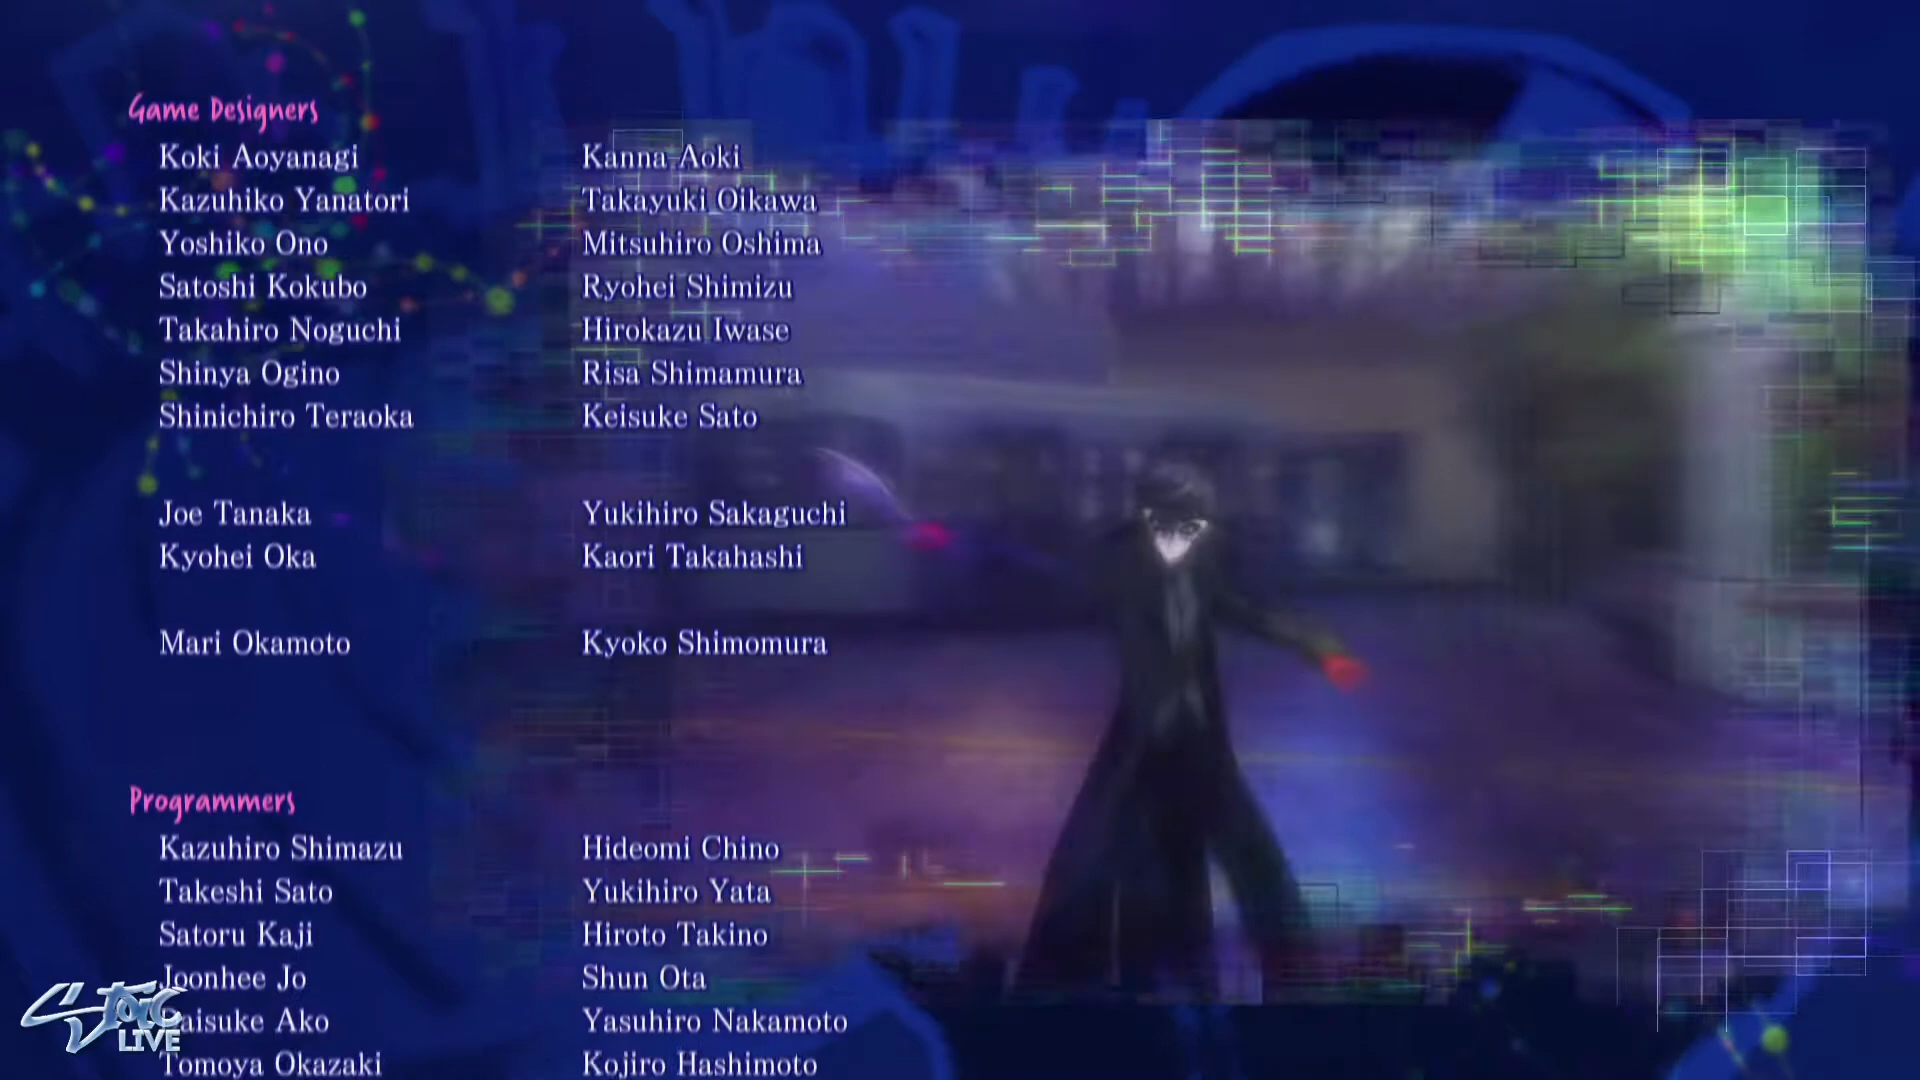 Game Designers
Koki Aoyanagi Kanna Aoki
Kazuhiko Yanatori Takayuki Oikawa
Yoshiko Ono Mitsuhiro Oshima
Satoshi Kokubo Ryohei Shimizu
Takahiro Noguchi Hirokazu Iwase
Shinya Ogino Risa Shimamura
Shinichiro Teraoka Keisuke Sato
Joe Tanaka Yukihiro Sakaguchi
Kyohei Oka Kaori Takahashi
Mari Okamoto Kyoko Shimomura
Programmers
Kazuhiro Shimazu Hideomi Chino
Takeshi Sato Yukihiro Yata
Satoru Kaji Hiroto Takino
Joonhee Jo Shun Ota
Daisuke Ako Yasuhiro Nakamoto
Tomoya Okazaki Kojiro Hashimoto
LIVE